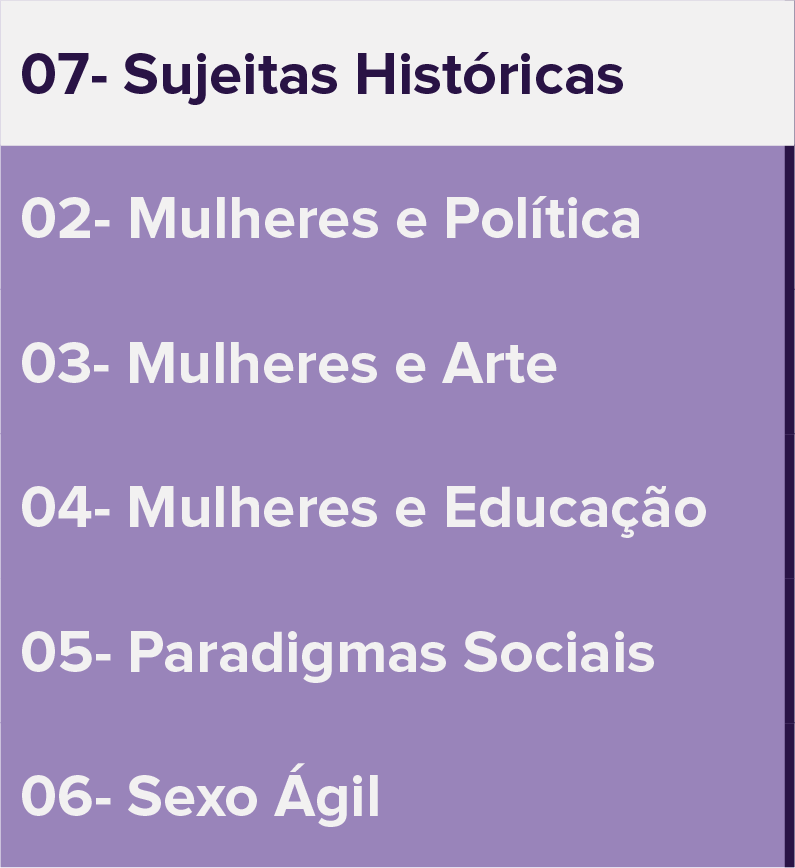 07- Sujeitas Históricas
02- Mulheres e Política
03- Mulheres e Arte
04- Mulheres e Educação
05- Paradigmas Sociais
06- Sexo Ágil